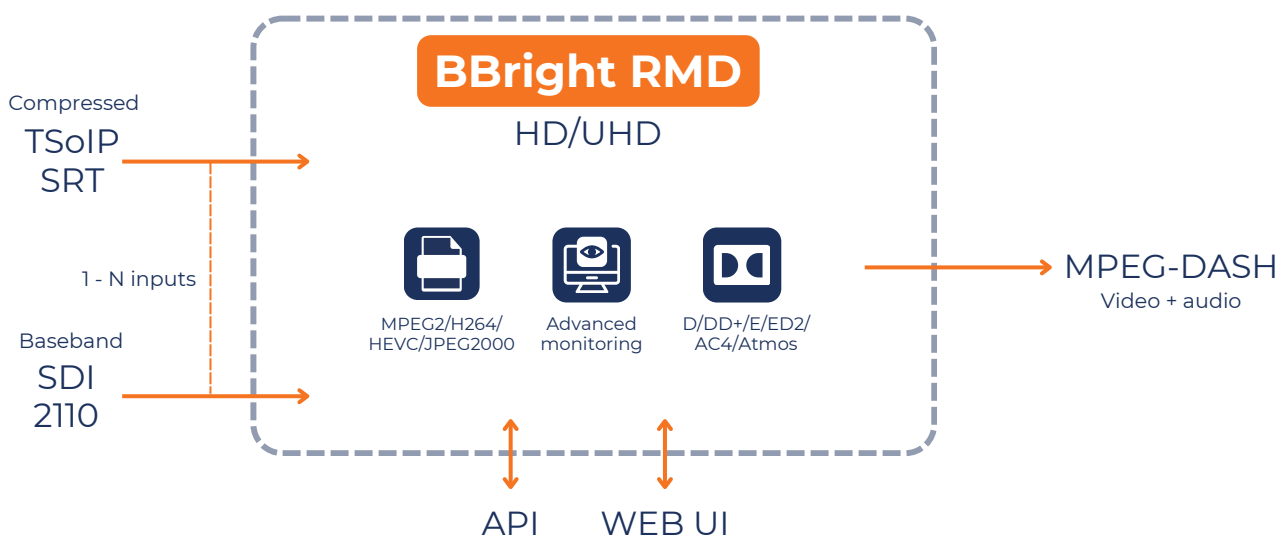 BBright RMD
HD/UHD
Compressed
TSoIP
SRT
1 - N inputs
Baseband
SDI
2110
MPEG2/H264/
HEVC/JPEG2000
Advanced
monitoring
D/DD+/E/ED2/
AC4/Atmos
MPEG-DASH
Video + audio
API
WEB UI